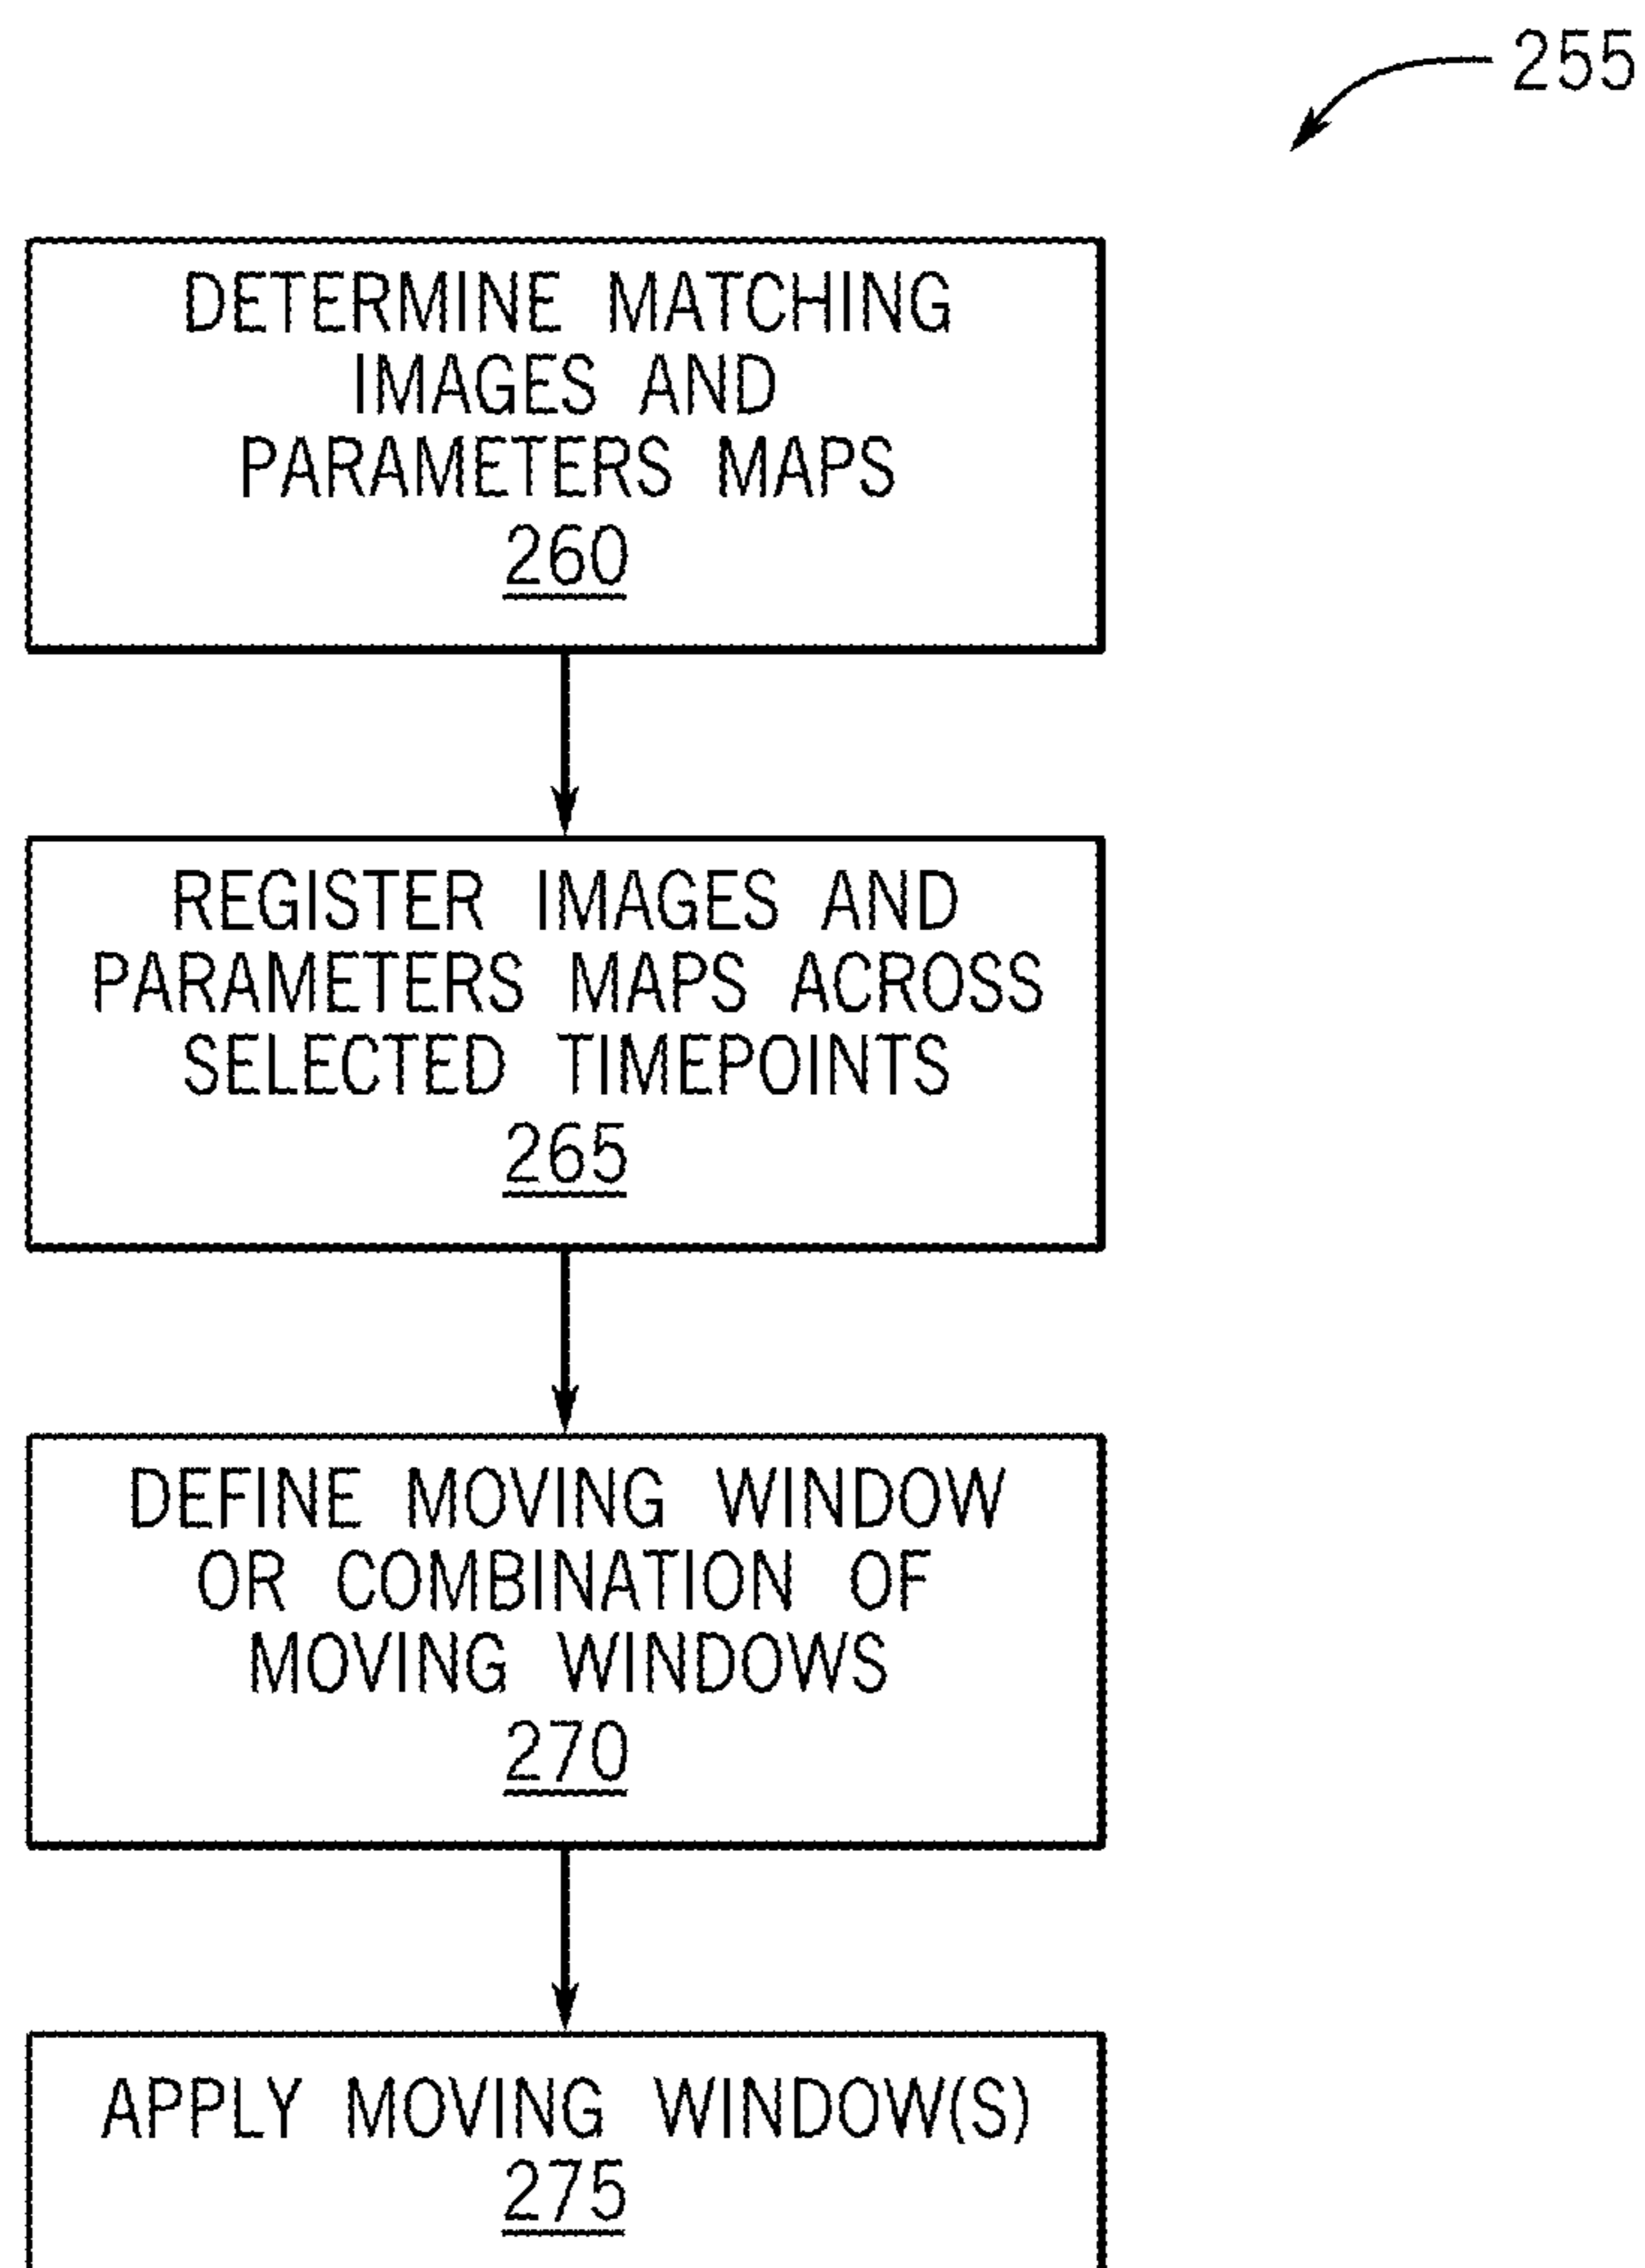 255
DETERMINE MATCHING
IMAGES AND
PARAMETERS MAPS
260
REGISTER IMAGES AND
PARAMETERS MAPS ACROSS
SELECTED TIMEPOINTS
265
DEFINE MOVING WINDOW
OR COMBINATION OF
MOVING WINDOWS
270
APPLY MOVING WINDOW(S)
275